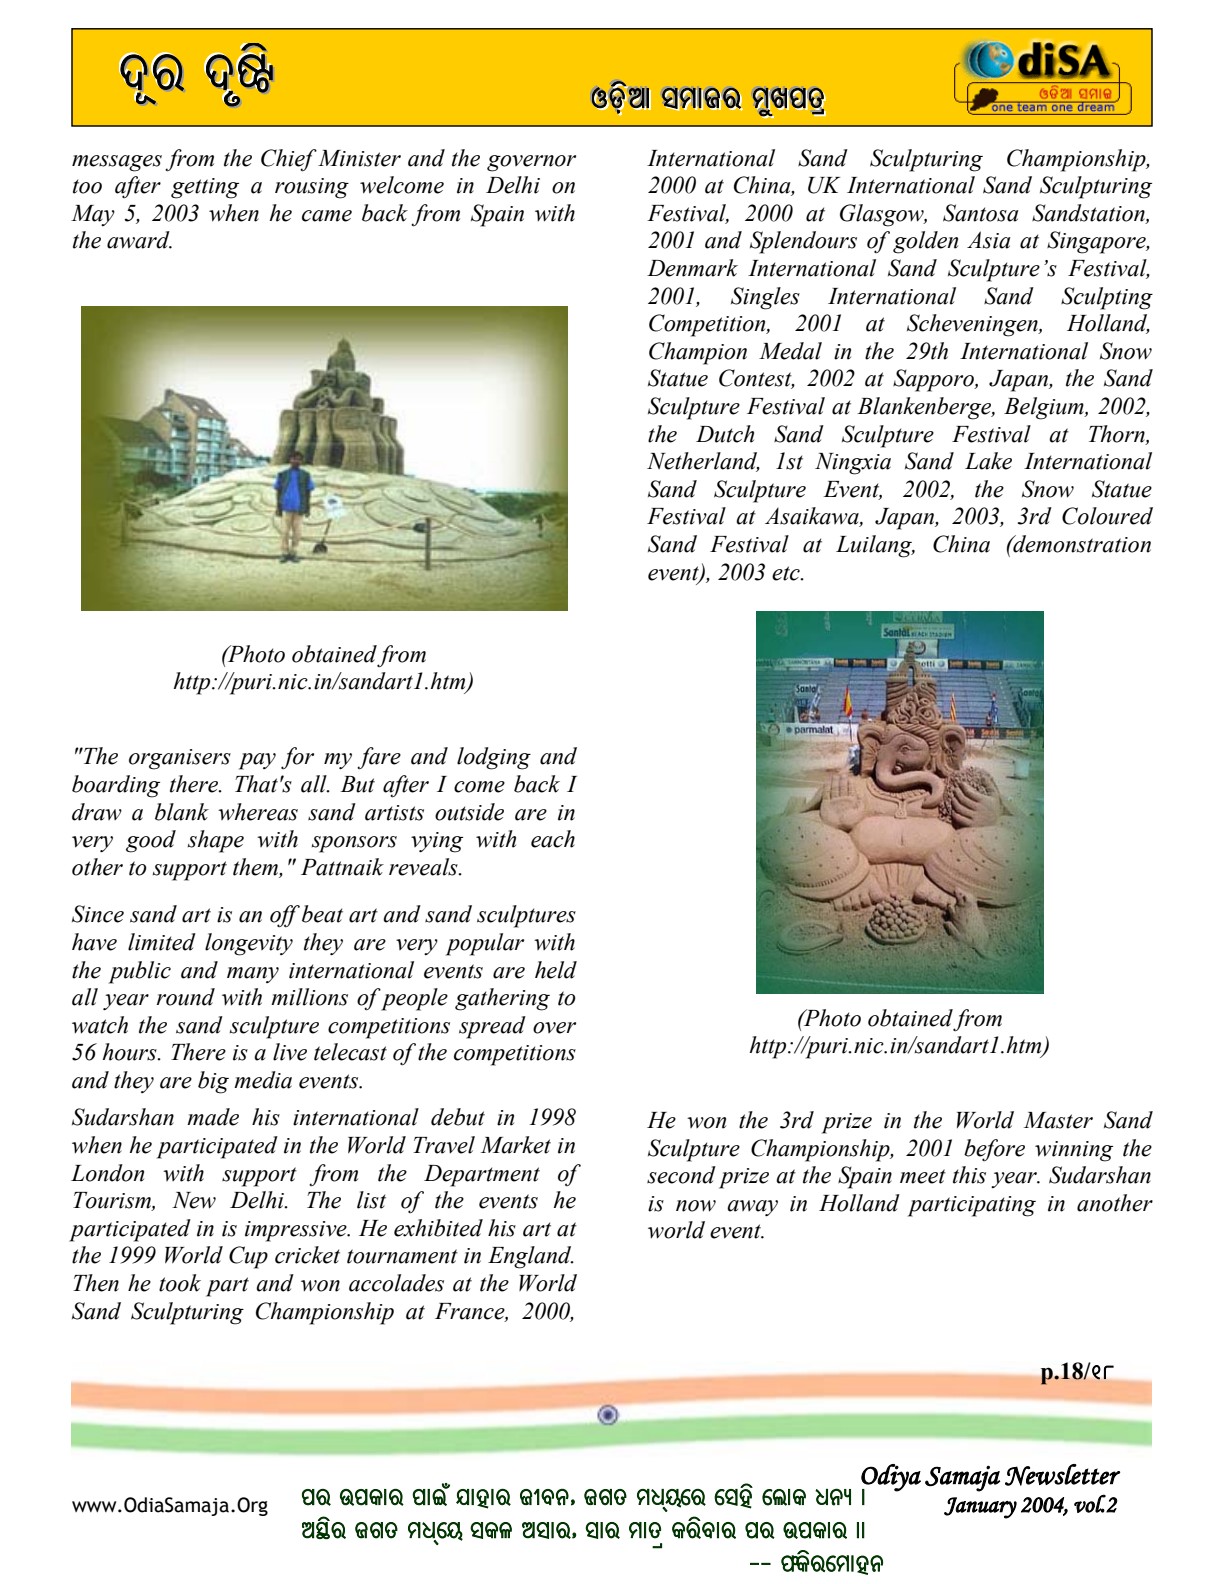 ଦୂର ଦୃଷ୍ଟି
ଓଡ଼ିଆ ସମାଜର ମୁଖପତ୍ର
OdiSA
ଓଡିଆ ସମାଜ
one team one dream
messages from the Chief Minister and the governor
too after getting a rousing welcome in Delhi on
May 5, 2003 when he came back from Spain with
the award.
(Photo obtained from
http://puri.nic.in/sandart1.htm)
"The organisers pay for my fare and lodging and
boarding there. That's all. But after I come back I
draw a blank whereas sand artists outside are in
very good shape with sponsors vying with each
other to support them," Pattnaik reveals.
Since sand art is an off beat art and sand sculptures
have limited longevity they are very popular with
the public and many international events are held
all year round with millions of people gathering to
watch the sand sculpture competitions spread over
56 hours. There is a live telecast of the competitions
and they are big media events.
Sudarshan made his international debut in 1998
when he participated in the World Travel Market in
London with support from the Department of
Tourism, New Delhi. The list of the events he
participated in is impressive. He exhibited his art at
the 1999 World Cup cricket tournament in England.
Then he took part and won accolades at the World
Sand Sculpturing Championship at France, 2000,
International Sand Sculpturing Championship,
2000 at China, UK International Sand Sculpturing
Festival, 2000 at Glasgow, Santosa Sandstation,
2001 and Splendours of golden Asia at Singapore,
Denmark International Sand Sculpture's Festival,
2001, Singles International Sand Sculpting
Competition, 2001 at Scheveningen, Holland,
Champion Medal in the 29th International Snow
Statue Contest, 2002 at Sapporo, Japan, the Sand
Sculpture Festival at Blankenberge, Belgium, 2002,
the Dutch Sand Sculpture Festival at Thorn,
Netherland, 1st Ningxia Sand Lake International
Sand Sculpture Event, 2002, the Snow Statue
Festival at Asaikawa, Japan, 2003, 3rd Coloured
Sand Festival at Luilang, China (demonstration
event), 2003 etc.
Santal BEACH STADIUM
parmalat
(Photo obtained from
http://puri.nic.in/sandart1.htm)
He won the 3rd prize in the World Master Sand
Sculpture Championship, 2001 before winning the
second prize at the Spain meet this year. Sudarshan
is now away in Holland participating in another
world event.
p.18/୧୮
Odiya Samaja Newsletter
January 2004, vol.2
www.OdiaSamaja.Org
ପର ଉପକାର ପାଇଁ ଯାହାର ଜୀବନ, ଜଗତ ମଧ୍ୟରେ ସେହି ଲୋକ ଧନ୍ୟ ।
ଅସ୍ଥିର ଜଗତ ମଧ୍ୟେ ସକଳ ଅସାର, ସାର ମାତ୍ର କରିବାର ପର ଉପକାର ॥
-- ଫକିରମୋହନ